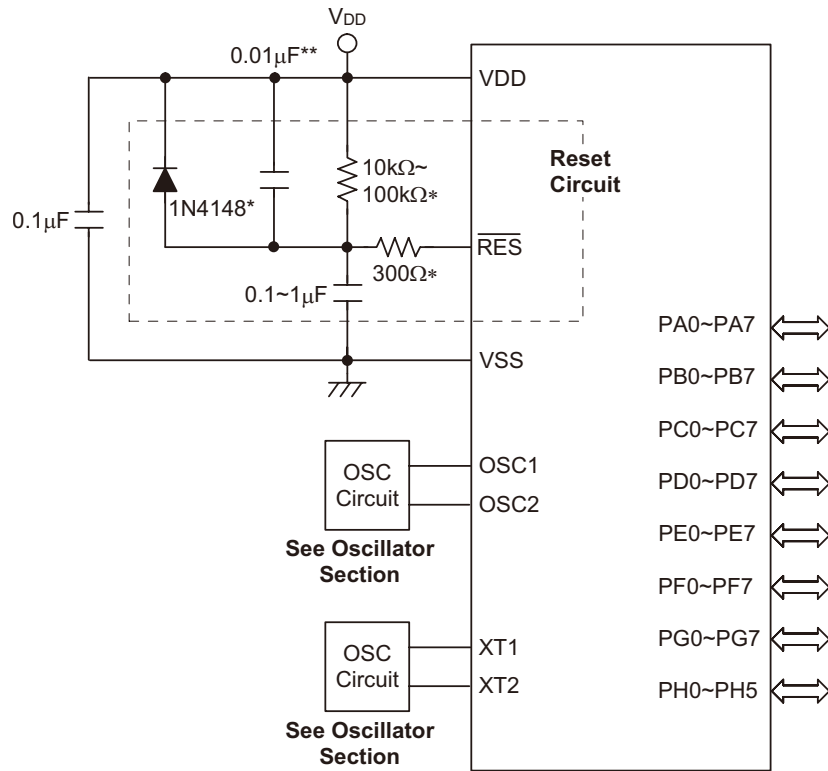 VDD
0.01μF**
VDD
Reset
Circuit
10kΩ~
100kΩ*
1N4148*
0.1μF
RES
300Ω*
0.1~1μF
VSS
PA0~PA7
PB0~PB7
PC0~PC7
PD0~PD7
PE0~PE7
PF0~PF7
PG0~PG7
PH0~PH5
OSC
Circuit
OSC1
OSC2
See Oscillator
Section
OSC
Circuit
XT1
XT2
See Oscillator
Section